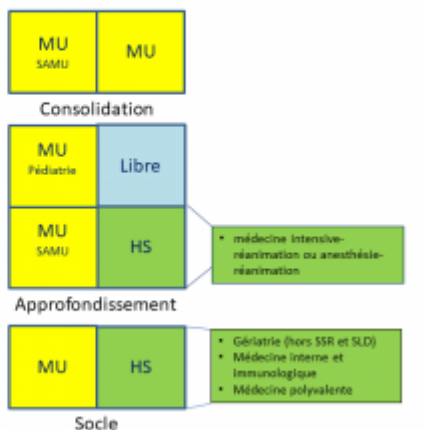 MU
SAMU
MU
Consolidation
MU
Pédiatrie
Libre
MU
SAMU
HS
• médecine intensive-
réanimation ou anesthésie-
réanimation
Approfondissement
MU
HS
• Gériatrie (hors SSR et SLD)
• Médecine interne et
immunologique
• Médecine polyvalente
Socle